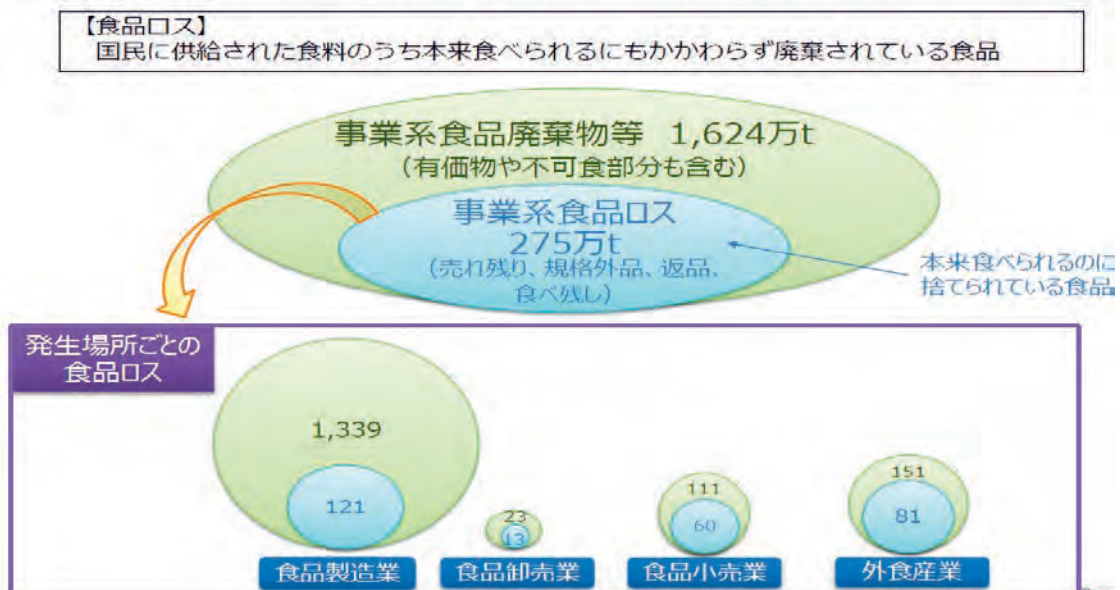 【食品ロス】
国民に供給された食料のうち本来食べられるにもかかわらず廃棄されている食品
事業系食品廃棄物等 1,624万t
（有価物や不可食部分も含む）
事業系食品ロス
275万t
（売れ残り、規格外品、返品、
食べ残し）
本来食べられるのに
捨てられている食品
発生場所ごとの
食品ロス
1,339
121
23
13
111
60
151
81
食品製造業
食品卸売業
食品小売業
外食産業